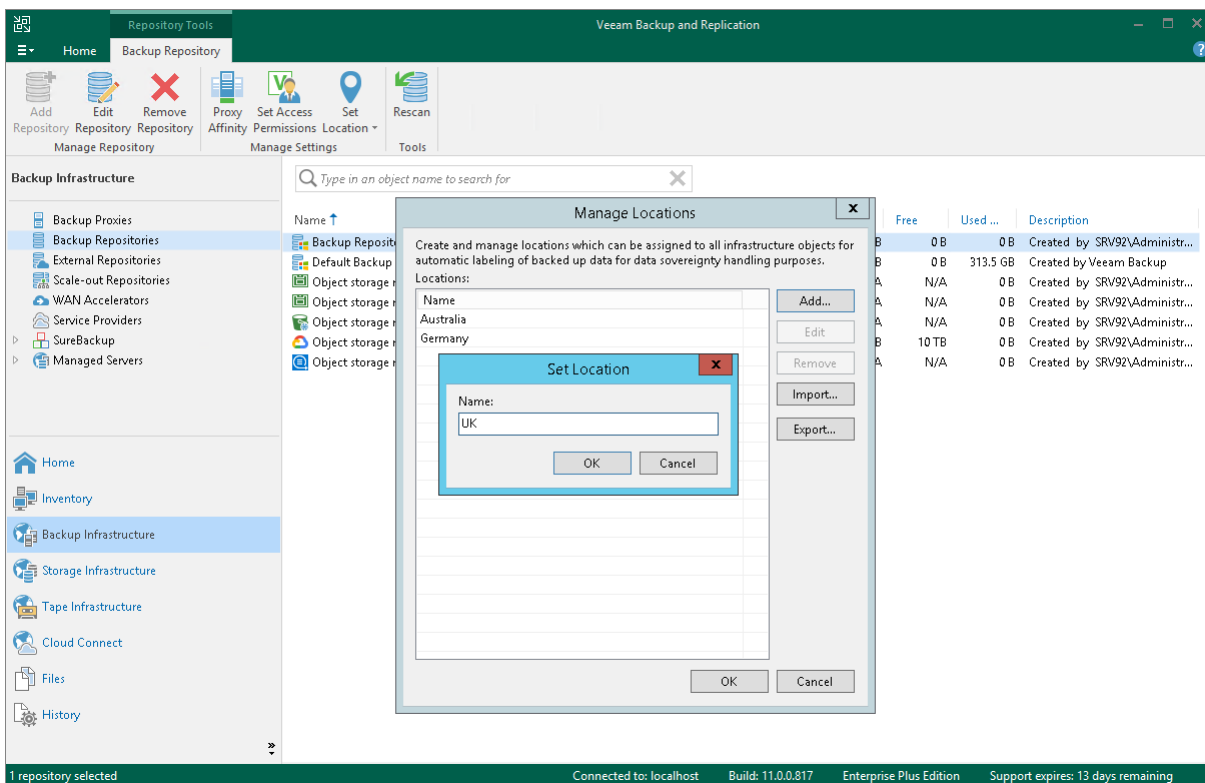 Repository Tools
Veeam Backup and Replication
Home Backup Repository
Add Repository Edit Repository Remove Repository Proxy Affinity Set Access Permissions Set Location Rescan
Manage Repository Manage Settings Tools
Backup Infrastructure
Type in an object name to search for
Backup Proxies
Backup Repositories
External Repositories
Scale-out Repositories
WAN Accelerators
Service Providers
SureBackup
Managed Servers
Home
Inventory
Backup Infrastructure
Storage Infrastructure
Tape Infrastructure
Cloud Connect
Files
History
Name Free Used ... Description
Backup Reposit B 0 B 0 B Created by SRV92\Administr...
Default Backup B 0 B 313.5 GB Created by Veeam Backup
Object storage r A N/A 0 B Created by SRV92\Administr...
Object storage r A N/A 0 B Created by SRV92\Administr...
Object storage r A N/A 0 B Created by SRV92\Administr...
Object storage r B 10 TB 0 B Created by SRV92\Administr...
Object storage r A N/A 0 B Created by SRV92\Administr...
Manage Locations
Create and manage locations which can be assigned to all infrastructure objects for
automatic labeling of backed up data for data sovereignty handling purposes.
Locations:
Name
Australia
Germany
Add...
Edit
Remove
Import...
Export...
Set Location
Name:
UK
OK Cancel
OK Cancel
1 repository selected Connected to: localhost Build: 11.0.0.817 Enterprise Plus Edition Support expires: 13 days remaining